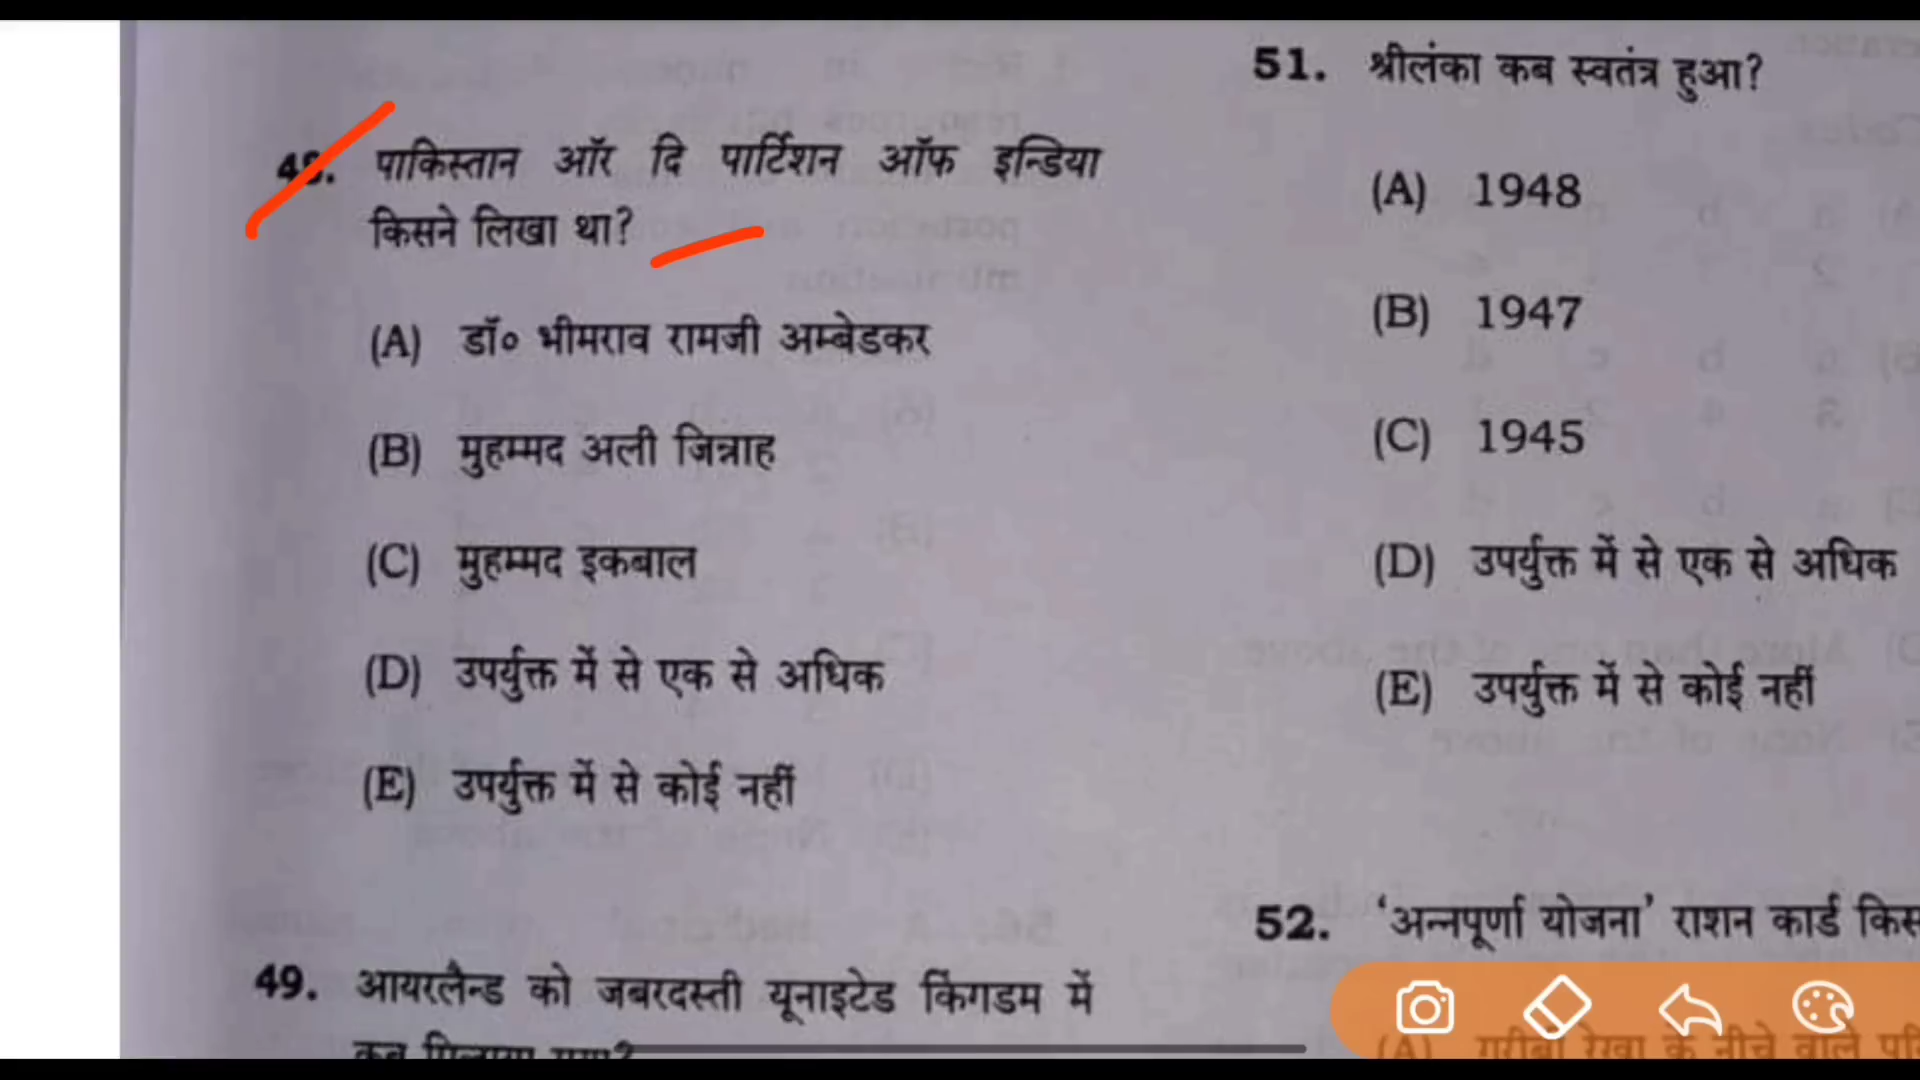 48. पाकिस्तान ऑर दि पार्टिशन ऑफ इन्डिया
किसने लिखा था?
(A) डॉ० भीमराव रामजी अम्बेडकर
(B) मुहम्मद अली जिन्नाह
(C) मुहम्मद इकबाल
(D) उपर्युक्त में से एक से अधिक
(E) उपर्युक्त में से कोई नहीं
49. आयरलैन्ड को जबरदस्ती यूनाइटेड किंगडम में
51. श्रीलंका कब स्वतंत्र हुआ?
(A) 1948
(B) 1947
(C) 1945
(D) उपर्युक्त में से एक से अधिक
(E) उपर्युक्त में से कोई नहीं
52. 'अन्नपूर्णा योजना' राशन कार्ड किस
(A) गरीबी रेखा के नीचे वाले